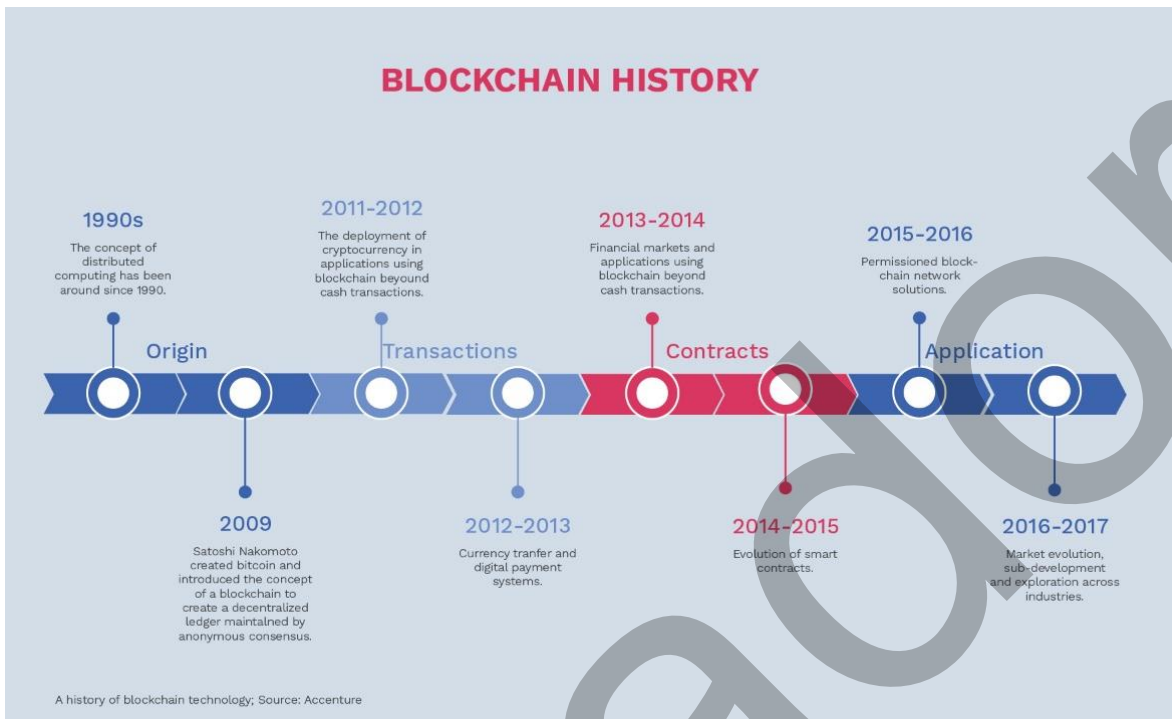 BLOCKCHAIN HISTORY
1990s
The concept of
distributed
computing has been
around since 1990.
2011-2012
The deployment of
cryptocurrency in
applications using
blockchain beyound
cash transactions.
2013-2014
Financial markets and
applications using
blockchain beyond
cash transactions.
2015-2016
Permissioned block-
chain network
solutions.
Origin
Transactions
Contracts
Application
2009
Satoshi Nakomoto
created bitcoin and
introduced the concept
of a blockchain to
create a decentralized
ledger maintalned by
anonymous consensus.
2012-2013
Currency tranfer and
digital payment
systems.
2014-2015
Evolution of smart
contracts.
2016-2017
Market evolution,
sub-development
and exploration across
industries.
A history of blockchain technology; Source: Accenture